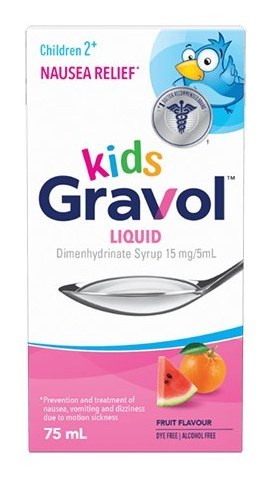 Children 2+
NAUSEA RELIEF*
kids
Gravol™
LIQUID
Dimenhydrinate Syrup 15 mg/5mL
*Prevention and treatment of
nausea, vomiting and dizziness
due to motion sickness
75 mL
FRUIT FLAVOUR
DYE FREE | ALCOHOL FREE